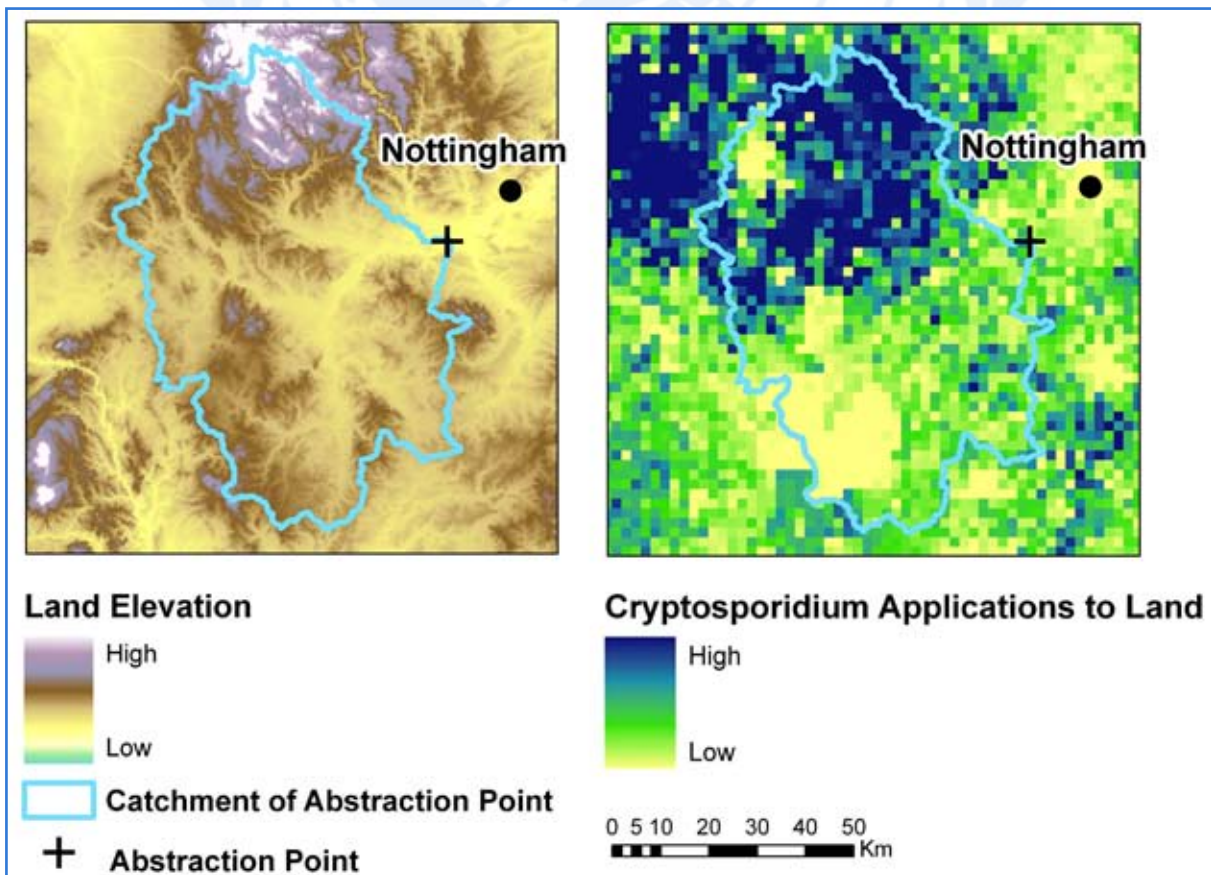 Nottingham
Nottingham
Land Elevation
High
Low
Catchment of Abstraction Point
Abstraction Point
Cryptosporidium Applications to Land
High
Low
0 5 10 20 30 40 50
Km